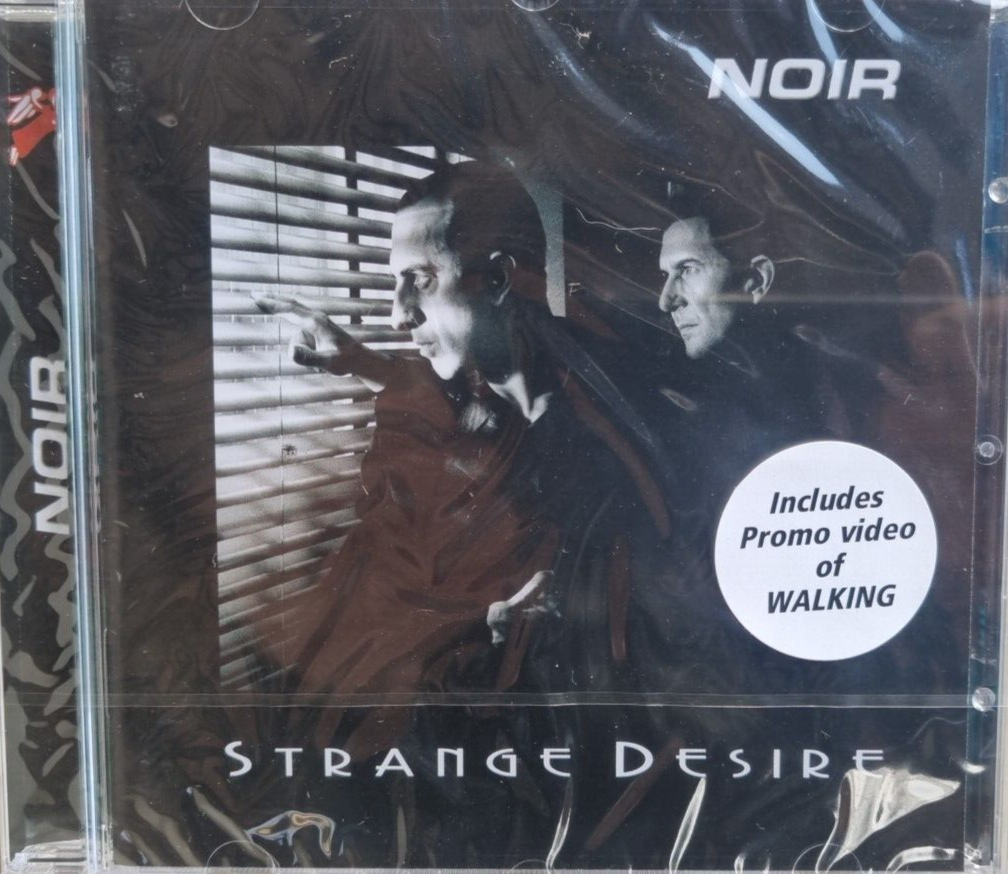 NOIR
NOIR
Includes
Promo video
of
WALKING
STRANGE DESIRE